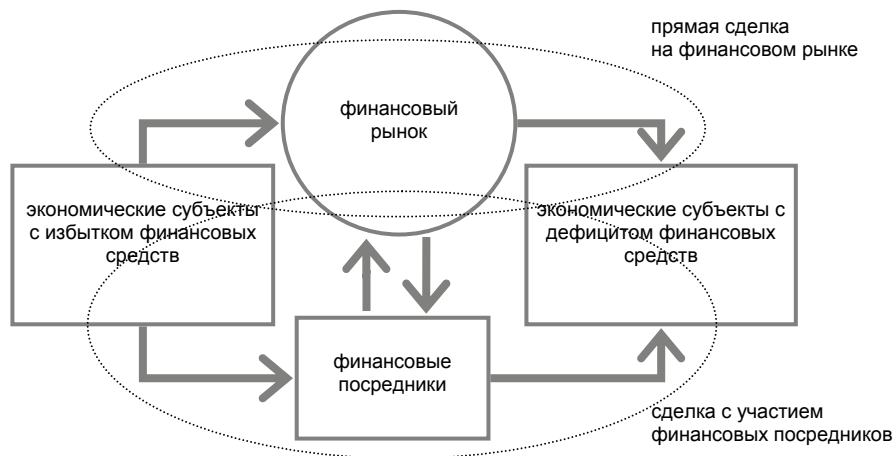 прямая сделка
на финансовом рынке
финансовый
рынок
экономические субъекты
с избытком финансовых
средств
экономические субъекты с
дефицитом финансовых
средств
финансовые
посредники
сделка с участием
финансовых посредников